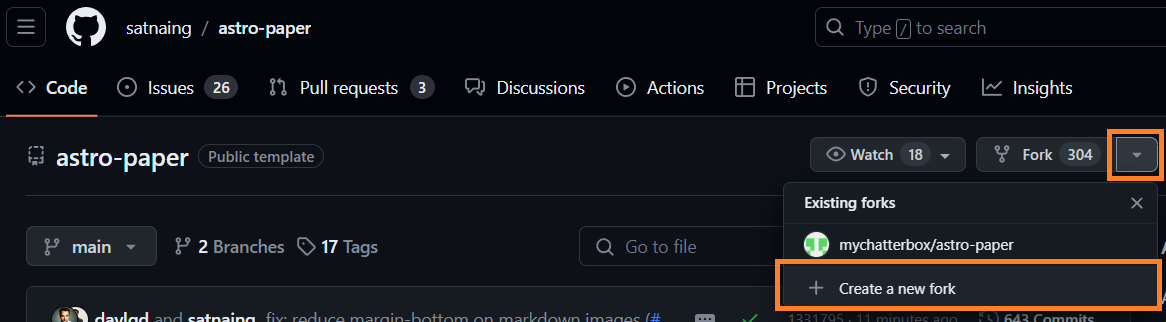 satnaing / astro-paper
Type / to search
Code Issues 26 Pull requests 3 Discussions Actions Projects Security Insights
astro-paper Public template
Watch 18 Fork 304
Existing forks
main 2 Branches 17 Tags Go to file
mychatterbox/astro-paper
Create a new fork
davlgd and satnaing fix: reduce margin-bottom on markdown images (# 1331795 · 11 minutes ago 643 Commits